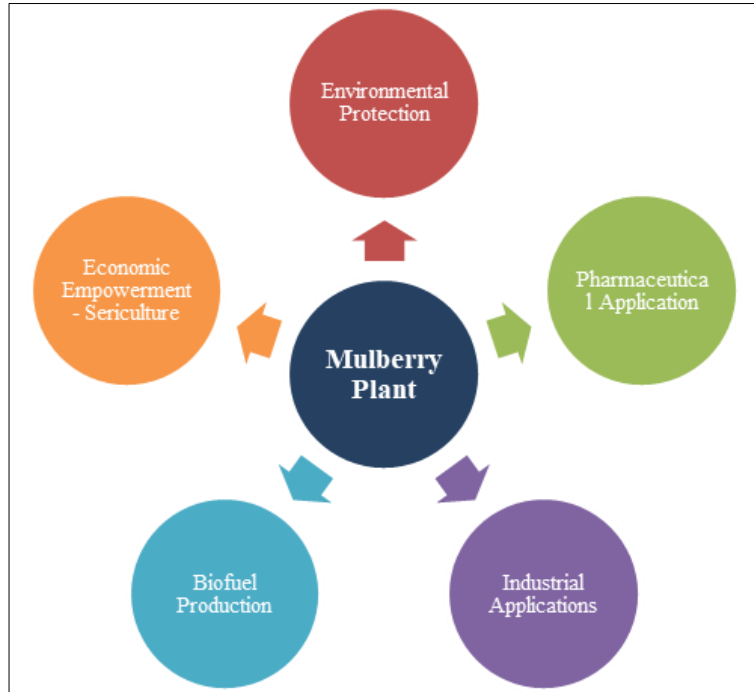 Environmental
Protection
Economic
Empowerment
- Sericulture
Pharmaceutica
l Application
Mulberry
Plant
Biofuel
Production
Industrial
Applications